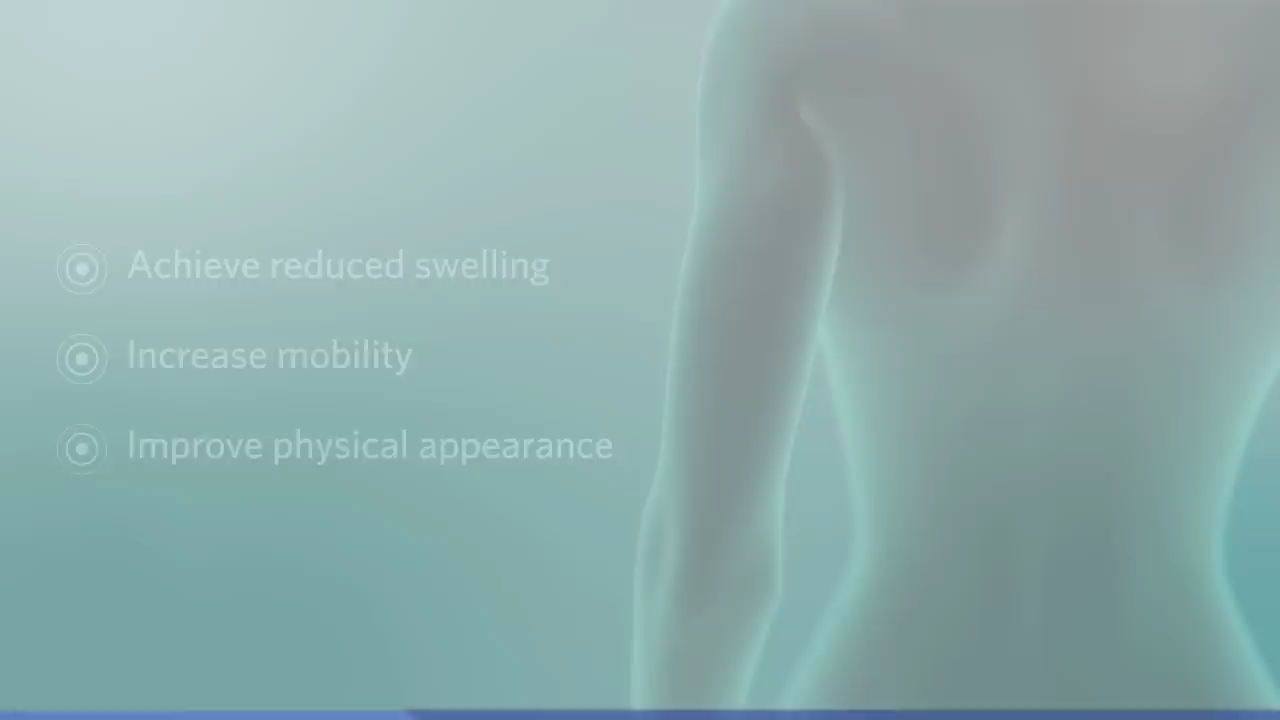 Achieve reduced swelling
Increase mobility
Improve physical appearance